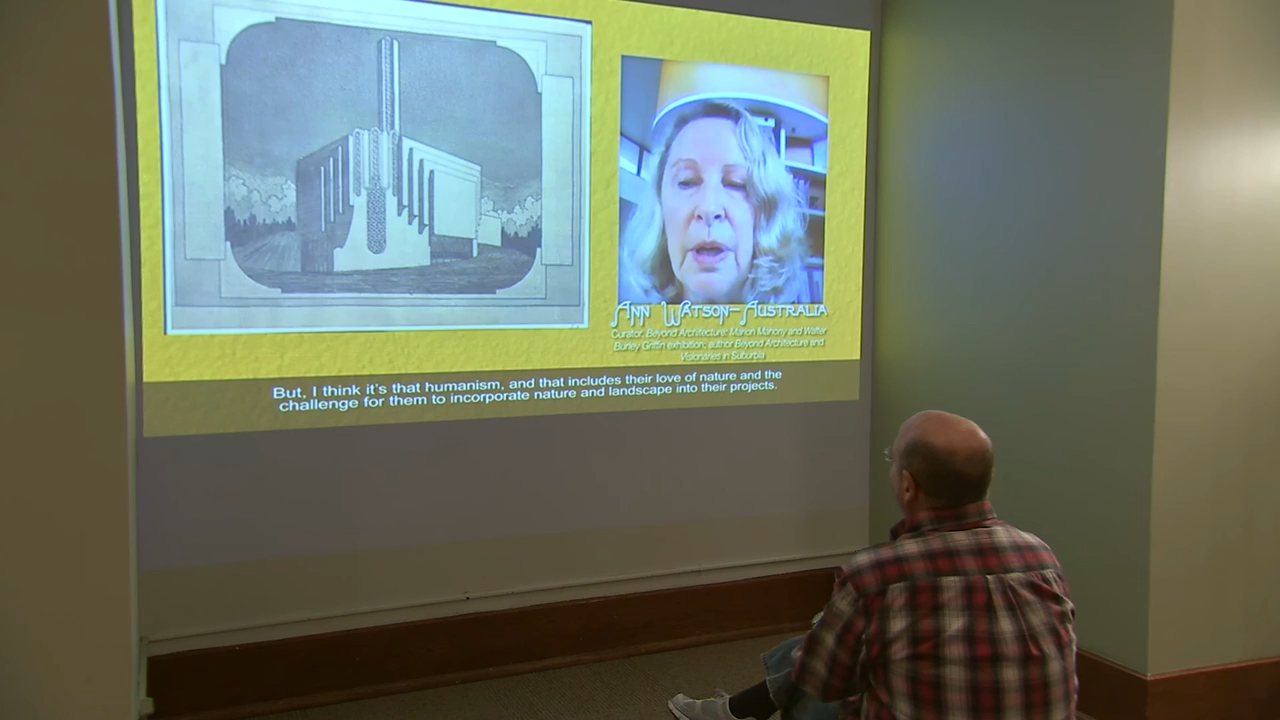 ANN WATSON–AUSTRALIA
Curator, Beyond Architecture: Marion Mahony and Walter
Burley Griffin exhibition; author Beyond Architecture and
Visionaries in Suburbia
But, I think it's that humanism, and that includes their love of nature and the
challenge for them to incorporate nature and landscape into their projects.